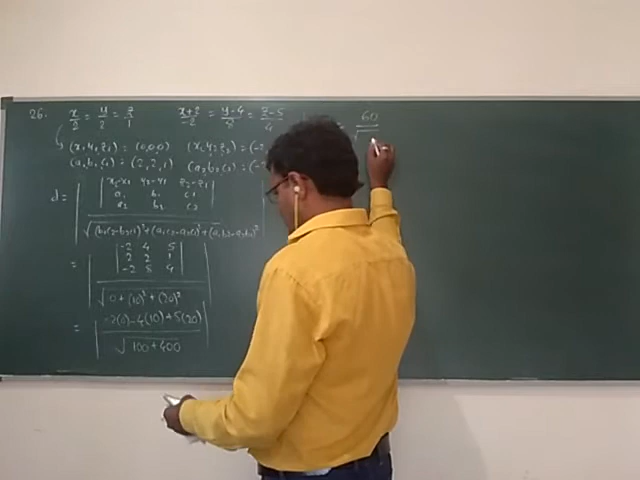 26. x/2 = y/2 = z/1 x+2/-2 = y-4/8 = z-5/4
(x₁ y₁ z₁) = (0,0,0) (x₂ y₂ z₂) = (-2
(a₁ b₁ c₁) = (2, 2, 1) (a₂ b₂ c₂) = (-2
d = | x₂-x₁ y₂-y₁ z₂-z₁ |
a₁ b₁ c₁
a₂ b₂ c₂
√(b₁c₂-b₂c₁)²+(a₁c₂-a₂c₁)²+(a₁b₂-a₂b₁)²
= | -2 4 5 |
2 2 1
-2 8 4
√0+(10)²+(20)²
= | -2(0)-4(10)+5(20) |
√100+400
= 60
√